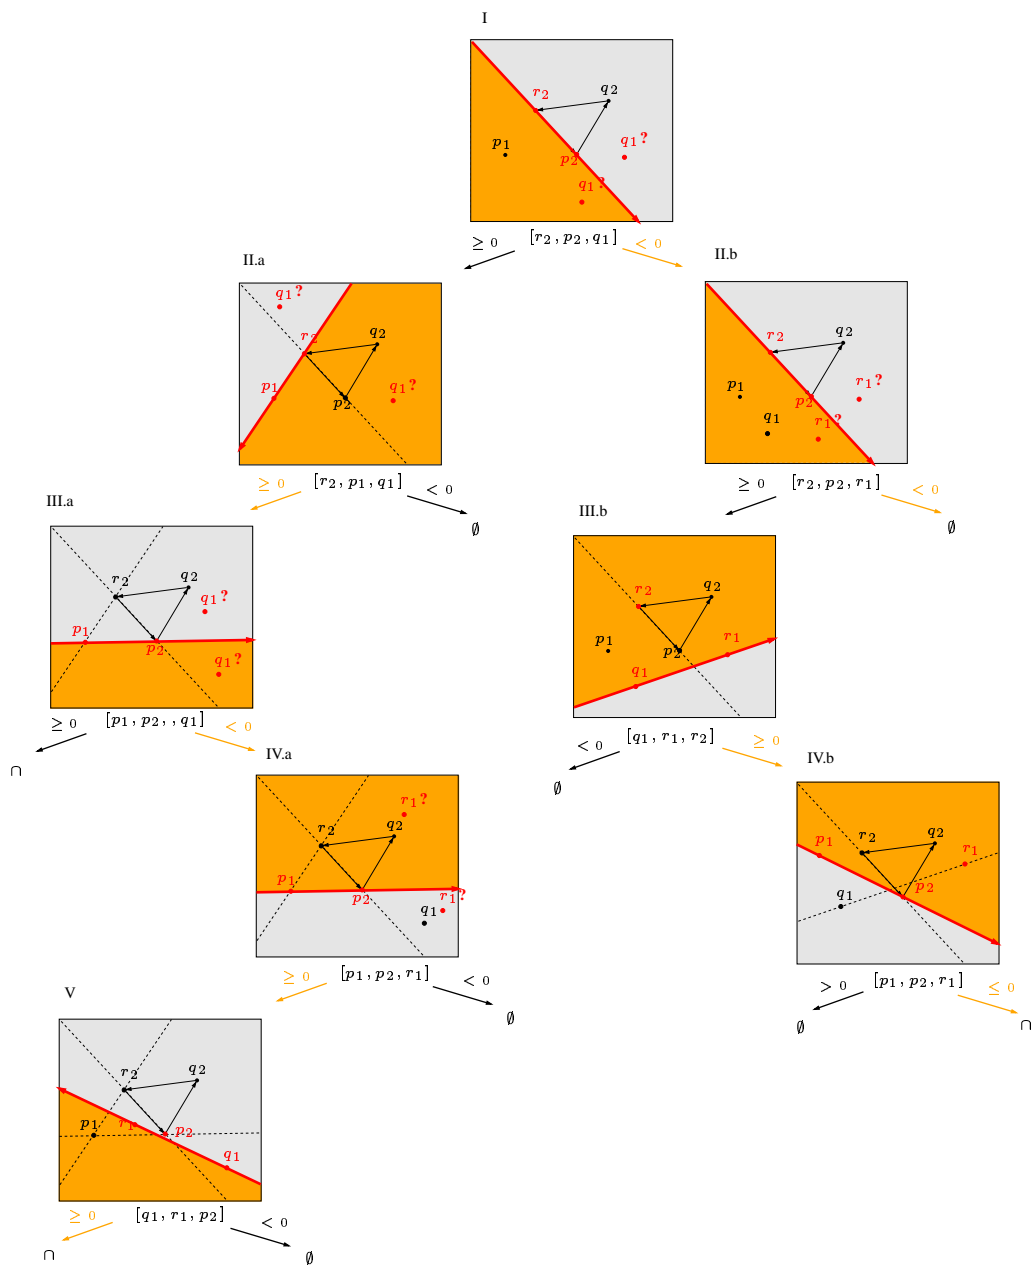 I
r₂
q₂
p₁
q₁?
p₂
q₁?
≥ 0
[r₂, p₂, q₁]
< 0
II.a
q₁?
r₂
q₂
p₁
q₁?
p₂
≥ 0
[r₂, p₁, q₁]
< 0
∅
II.b
r₂
q₂
p₁
r₁?
p₂
q₁
r₁?
≥ 0
[r₂, p₂, r₁]
< 0
∅
III.a
r₂
q₂
q₁?
p₁
p₂
q₁?
≥ 0
[p₁, p₂, , q₁]
< 0
∩
III.b
r₂
q₂
p₁
r₁
p₂
q₁
< 0
[q₁, r₁, r₂]
≥ 0
∅
IV.a
r₁?
r₂
q₂
p₁
p₂
r₁?
q₁
≥ 0
[p₁, p₂, r₁]
< 0
∅
IV.b
p₁
r₂
q₂
r₁
q₁
p₂
> 0
[p₁, p₂, r₁]
≤ 0
∅
∩
V
r₂
q₂
p₁
r₁
p₂
q₁
≥ 0
[q₁, r₁, p₂]
< 0
∩
∅